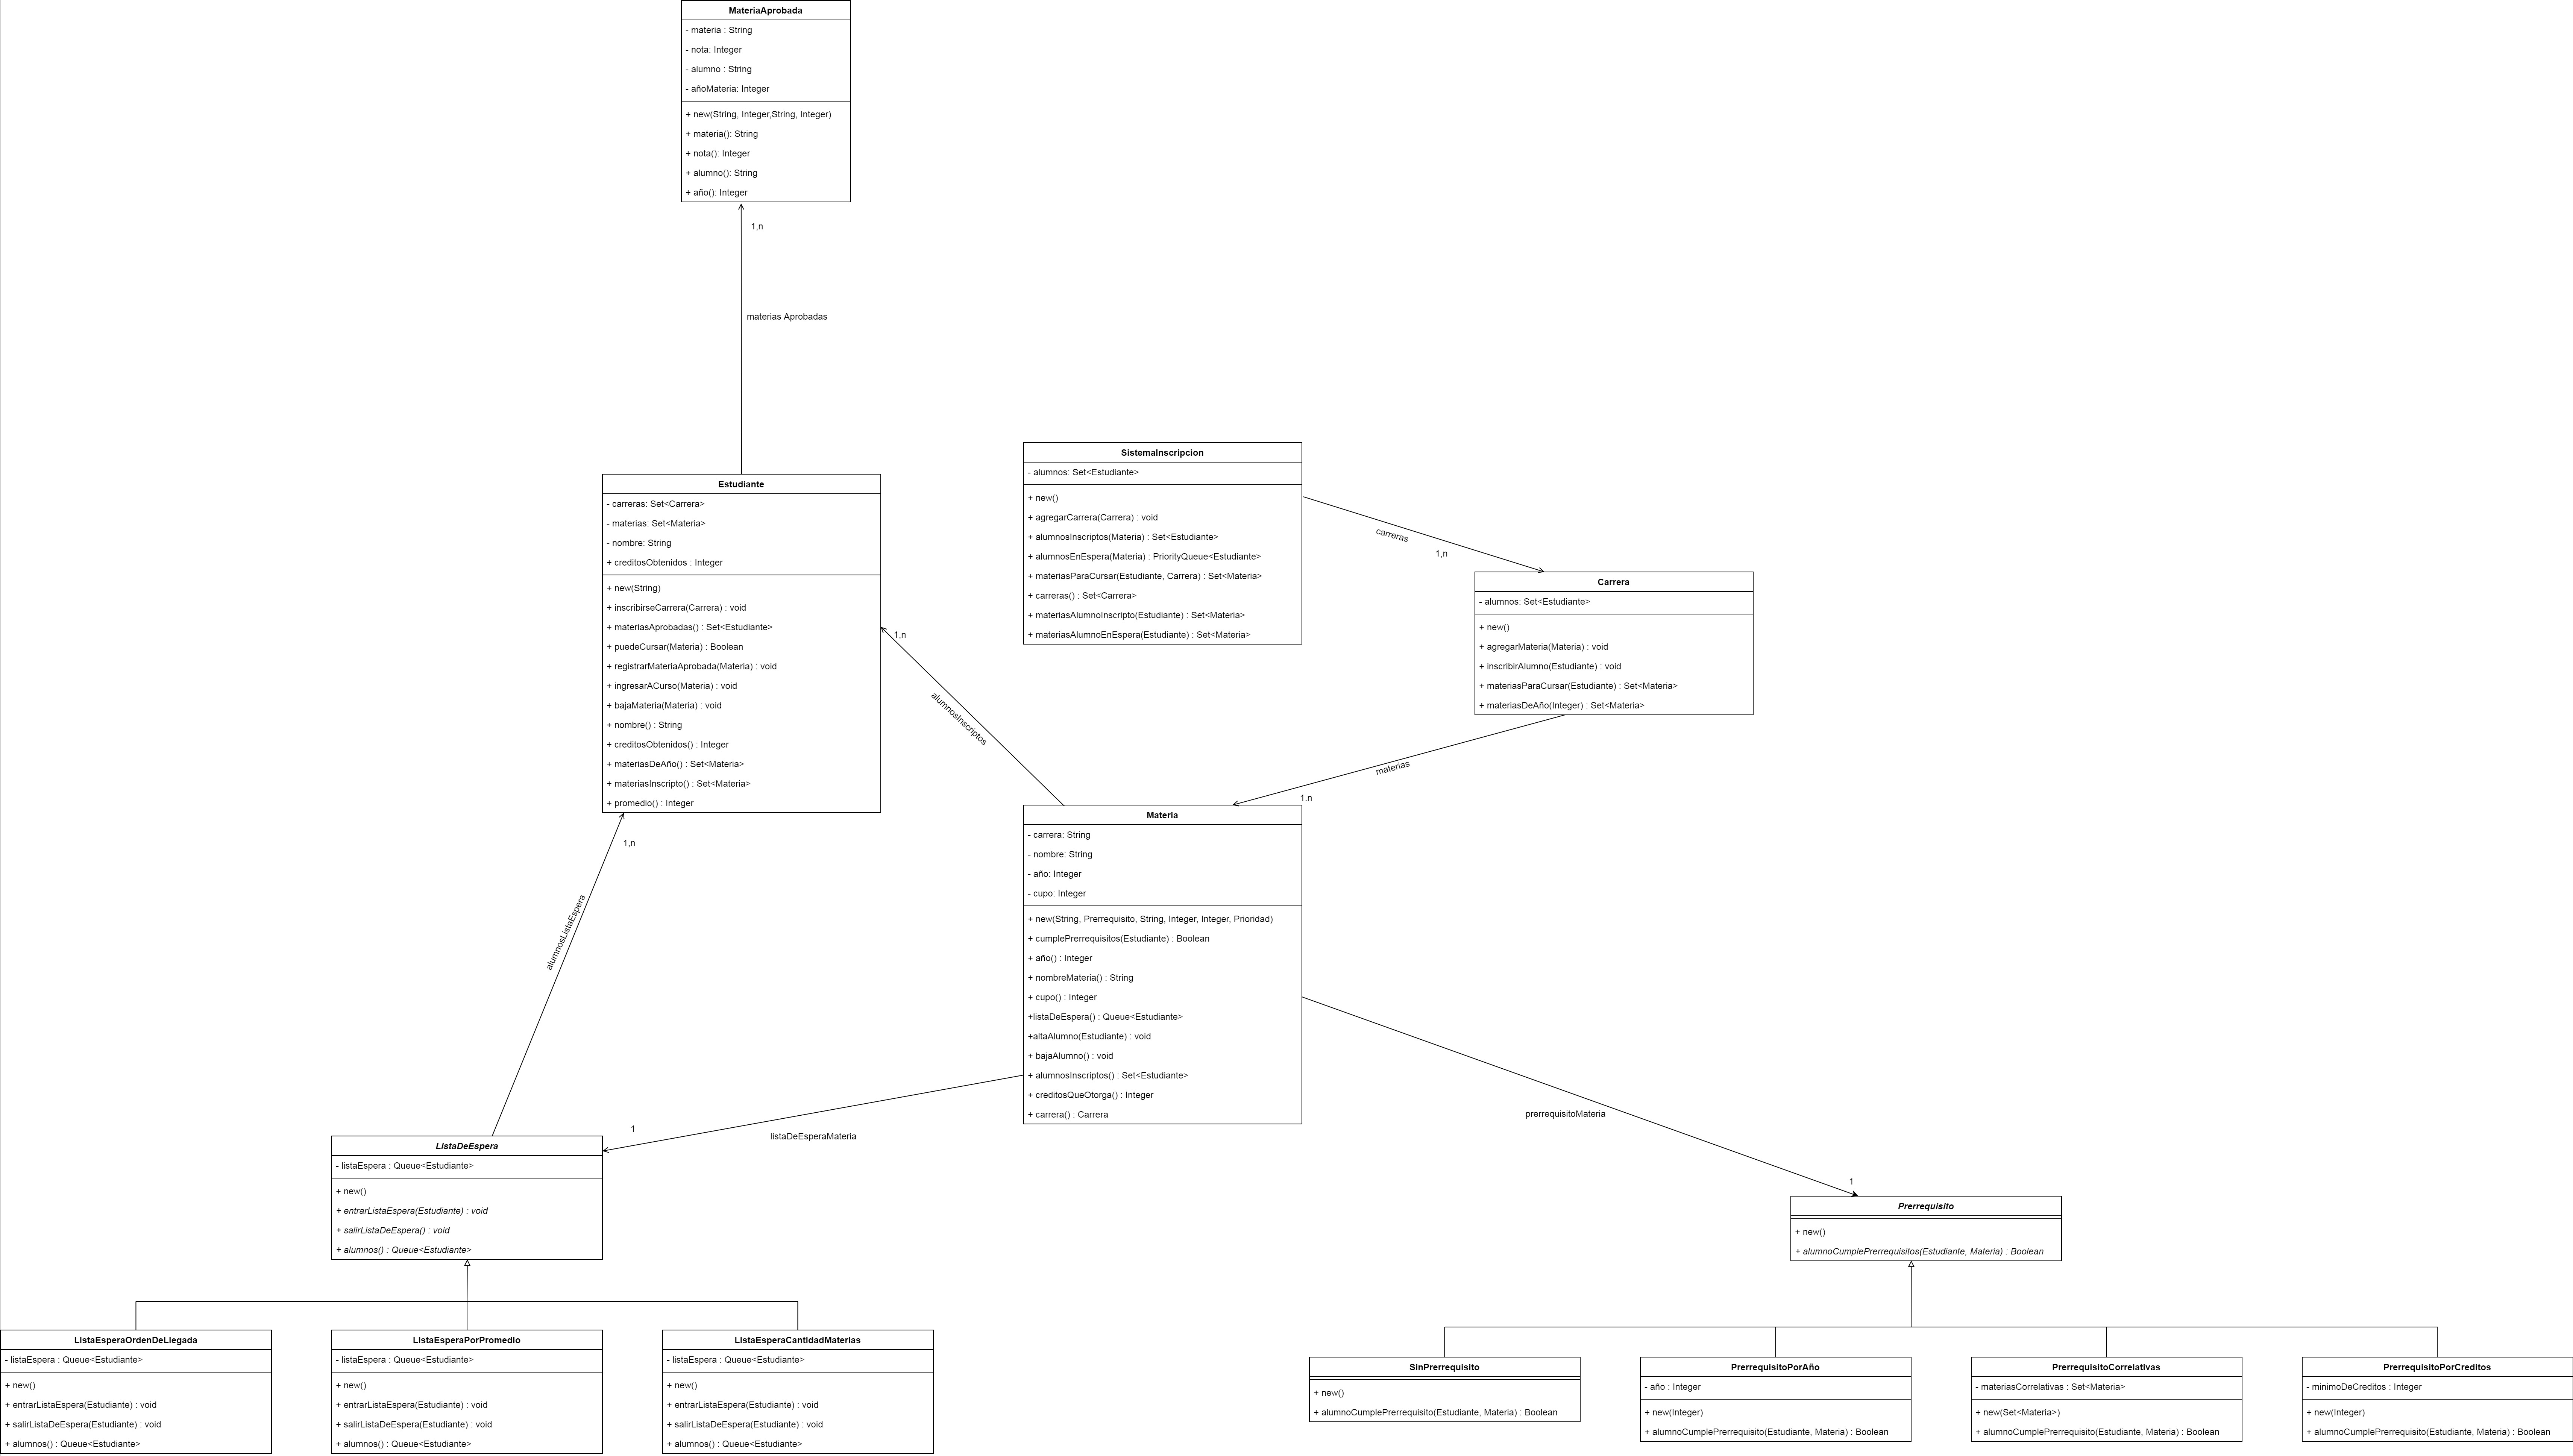 MateriaAprobada
- materia : String
- nota: Integer
- alumno : String
- añoMateria: Integer
+ new(String, Integer,String, Integer)
+ materia(): String
+ nota(): Integer
+ alumno(): String
+ año(): Integer
1,n
materias Aprobadas
Estudiante
- carreras: Set<Carrera>
- materias: Set<Materia>
- nombre: String
+ creditosObtenidos : Integer
+ new(String)
+ inscribirseCarrera(Carrera) : void
+ materiasAprobadas() : Set<Estudiante>
+ puedeCursar(Materia) : Boolean
+ registrarMateriaAprobada(Materia) : void
+ ingresarACurso(Materia) : void
+ bajaMateria(Materia) : void
+ nombre() : String
+ creditosObtenidos() : Integer
+ materiasDeAño() : Set<Materia>
+ materiasInscripto() : Set<Materia>
+ promedio() : Integer
SistemaInscripcion
- alumnos: Set<Estudiante>
+ new()
+ agregarCarrera(Carrera) : void
+ alumnosInscriptos(Materia) : Set<Estudiante>
+ alumnosEnEspera(Materia) : PriorityQueue<Estudiante>
+ materiasParaCursar(Estudiante, Carrera) : Set<Materia>
+ carreras() : Set<Carrera>
+ materiasAlumnoInscripto(Estudiante) : Set<Materia>
+ materiasAlumnoEnEspera(Estudiante) : Set<Materia>
carreras
1,n
Carrera
- alumnos: Set<Estudiante>
+ new()
+ agregarMateria(Materia) : void
+ inscribirAlumno(Estudiante) : void
+ materiasParaCursar(Estudiante) : Set<Materia>
+ materiasDeAño(Integer) : Set<Materia>
1,n
alumnosInscriptos
materias
1.n
Materia
- carrera: String
- nombre: String
- año: Integer
- cupo: Integer
+ new(String, Prerrequisito, String, Integer, Integer, Prioridad)
+ cumplePrerrequisitos(Estudiante) : Boolean
+ año() : Integer
+ nombreMateria() : String
+ cupo() : Integer
+listaDeEspera() : Queue<Estudiante>
+altaAlumno(Estudiante) : void
+ bajaAlumno() : void
+ alumnosInscriptos() : Set<Estudiante>
+ creditosQueOtorga() : Integer
+ carrera() : Carrera
1,n
alumnosListaEspera
1
listaDeEsperaMateria
prerrequisitoMateria
1
ListaDeEspera
- listaEspera : Queue<Estudiante>
+ new()
+ entrarListaEspera(Estudiante) : void
+ salirListaDeEspera() : void
+ alumnos() : Queue<Estudiante>
Prerrequisito
+ new()
+ alumnoCumplePrerrequisitos(Estudiante, Materia) : Boolean
ListaEsperaOrdenDeLlegada
- listaEspera : Queue<Estudiante>
+ new()
+ entrarListaEspera(Estudiante) : void
+ salirListaDeEspera(Estudiante) : void
+ alumnos() : Queue<Estudiante>
ListaEsperaPorPromedio
- listaEspera : Queue<Estudiante>
+ new()
+ entrarListaEspera(Estudiante) : void
+ salirListaDeEspera(Estudiante) : void
+ alumnos() : Queue<Estudiante>
ListaEsperaCantidadMaterias
- listaEspera : Queue<Estudiante>
+ new()
+ entrarListaEspera(Estudiante) : void
+ salirListaDeEspera(Estudiante) : void
+ alumnos() : Queue<Estudiante>
SinPrerrequisito
+ new()
+ alumnoCumplePrerrequisito(Estudiante, Materia) : Boolean
PrerrequisitoPorAño
- año : Integer
+ new(Integer)
+ alumnoCumplePrerrequisito(Estudiante, Materia) : Boolean
PrerrequisitoCorrelativas
- materiasCorrelativas : Set<Materia>
+ new(Set<Materia>)
+ alumnoCumplePrerrequisito(Estudiante, Materia) : Boolean
PrerrequisitoPorCreditos
- minimoDeCreditos : Integer
+ new(Integer)
+ alumnoCumplePrerrequisito(Estudiante, Materia) : Boolean